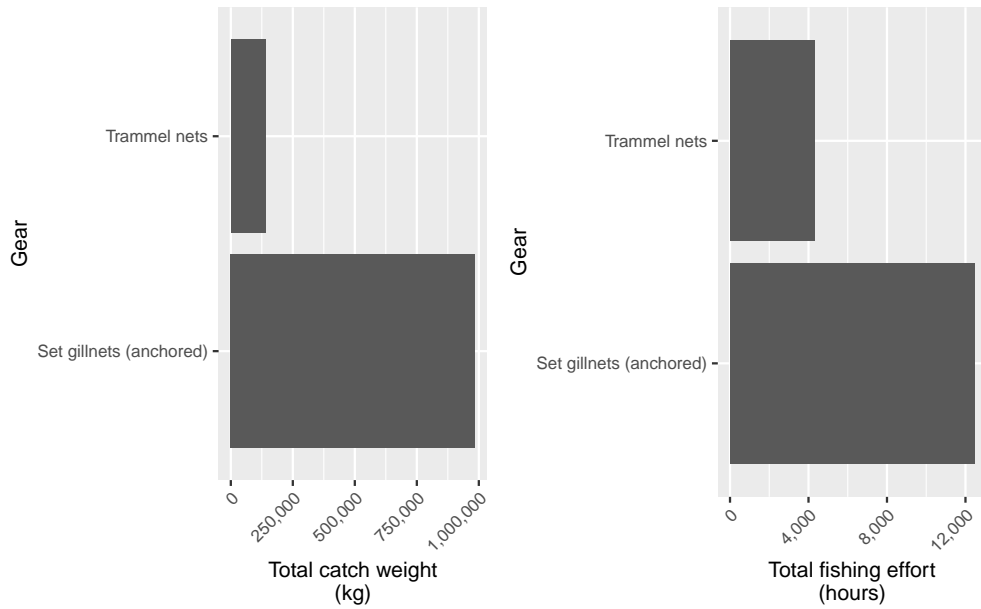 Gear
Trammel nets
Set gillnets (anchored)
0
250,000
500,000
750,000
1,000,000
Total catch weight
(kg)
Gear
Trammel nets
Set gillnets (anchored)
0
4,000
8,000
12,000
Total fishing effort
(hours)